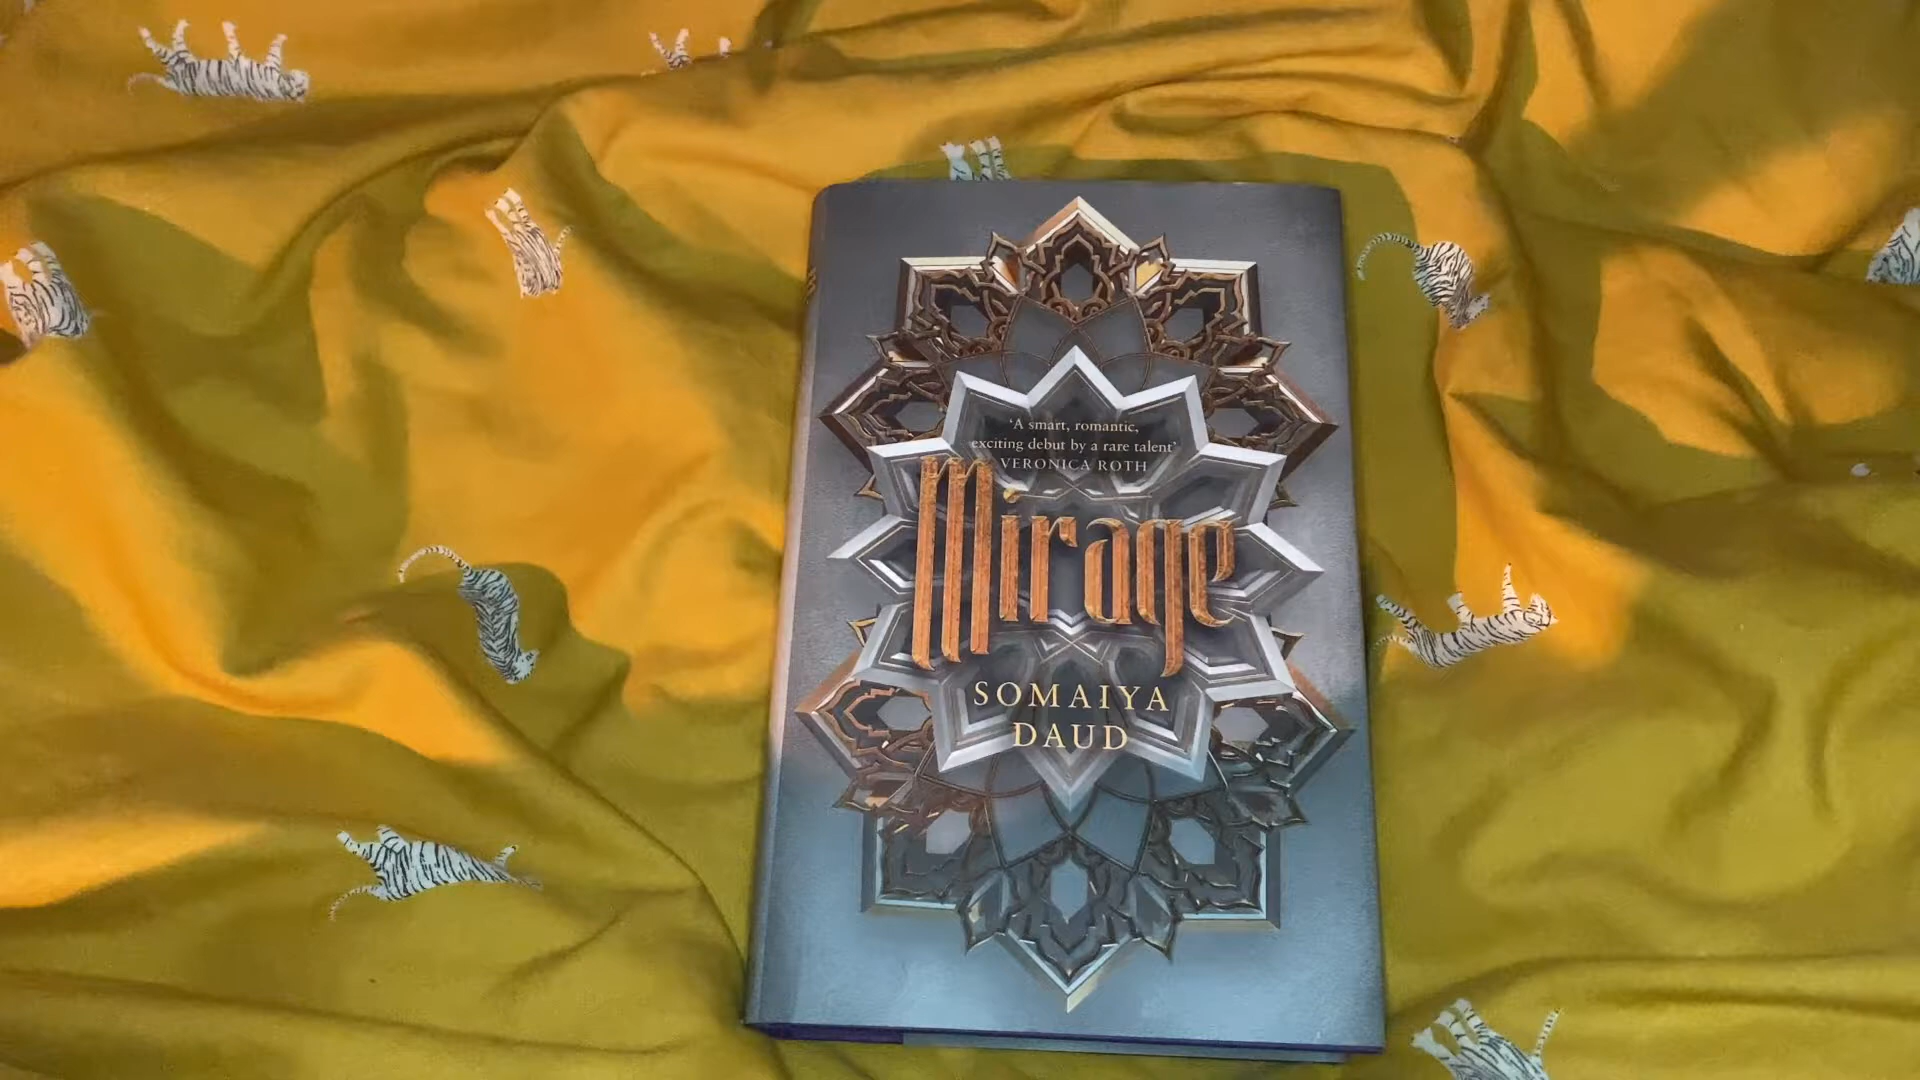 ‘A smart, romantic,
exciting debut by a rare talent’
VERONICA ROTH
Mirage
SOMAIYA
DAUD